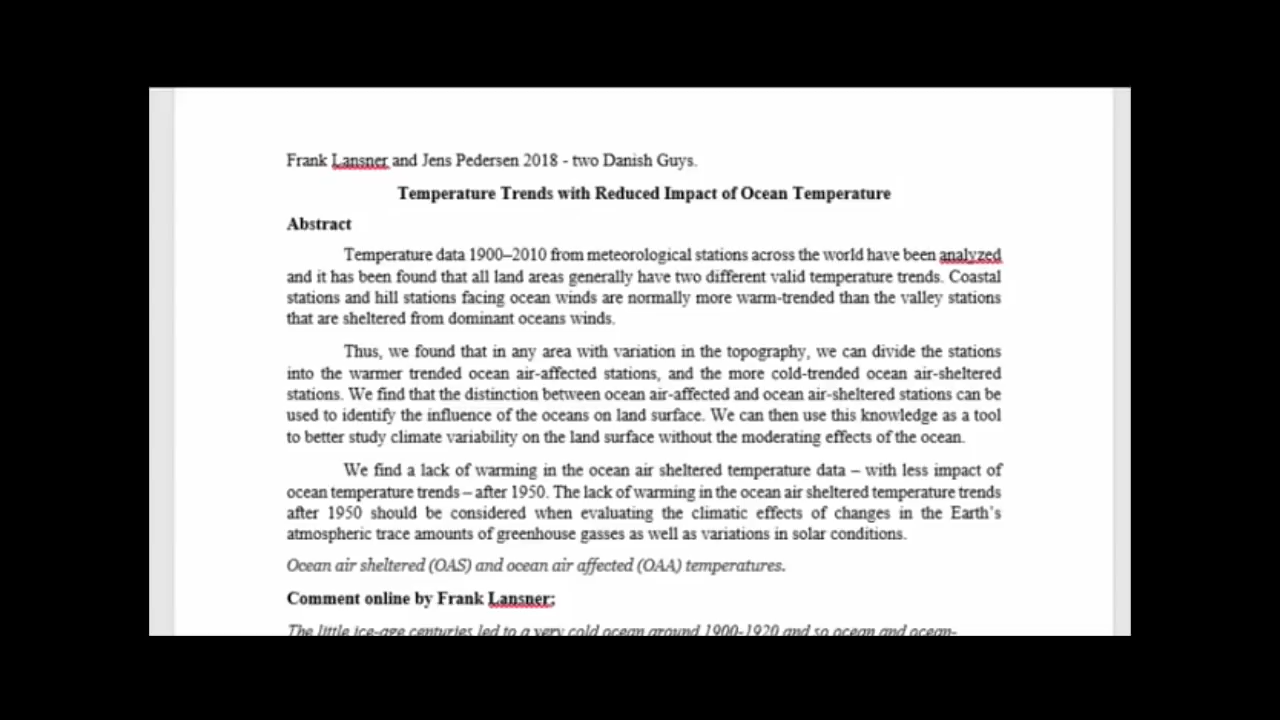 Frank Lansner and Jens Pedersen 2018 - two Danish Guys.
Temperature Trends with Reduced Impact of Ocean Temperature
Abstract
Temperature data 1900–2010 from meteorological stations across the world have been analyzed
and it has been found that all land areas generally have two different valid temperature trends. Coastal
stations and hill stations facing ocean winds are normally more warm-trended than the valley stations
that are sheltered from dominant oceans winds.
Thus, we found that in any area with variation in the topography, we can divide the stations
into the warmer trended ocean air-affected stations, and the more cold-trended ocean air-sheltered
stations. We find that the distinction between ocean air-affected and ocean air-sheltered stations can be
used to identify the influence of the oceans on land surface. We can then use this knowledge as a tool
to better study climate variability on the land surface without the moderating effects of the ocean.
We find a lack of warming in the ocean air sheltered temperature data – with less impact of
ocean temperature trends – after 1950. The lack of warming in the ocean air sheltered temperature trends
after 1950 should be considered when evaluating the climatic effects of changes in the Earth's
atmospheric trace amounts of greenhouse gasses as well as variations in solar conditions.
Ocean air sheltered (OAS) and ocean air affected (OAA) temperatures.
Comment online by Frank Lansner:
The little ice-age centuries led to a very cold ocean around 1900-1920 and so ocean and ocean-